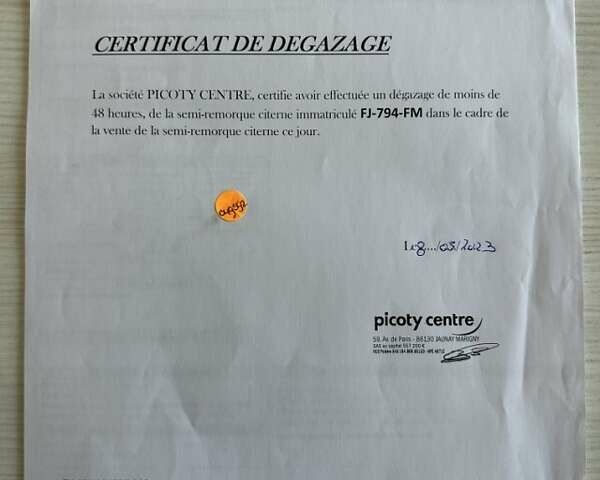 CERTIFICAT DE DEGAZAGE
La société PICOTY CENTRE, certifie avoir effectuée un dégazage de moins de
48 heures, de la semi-remorque citerne immatriculé FJ-794-FM dans le cadre de
la vente de la semi-remorque citerne ce jour.
Le 8.../03/2023
picoty centre
59, Av de Paris - 86130 JAUNAY MARIGNY